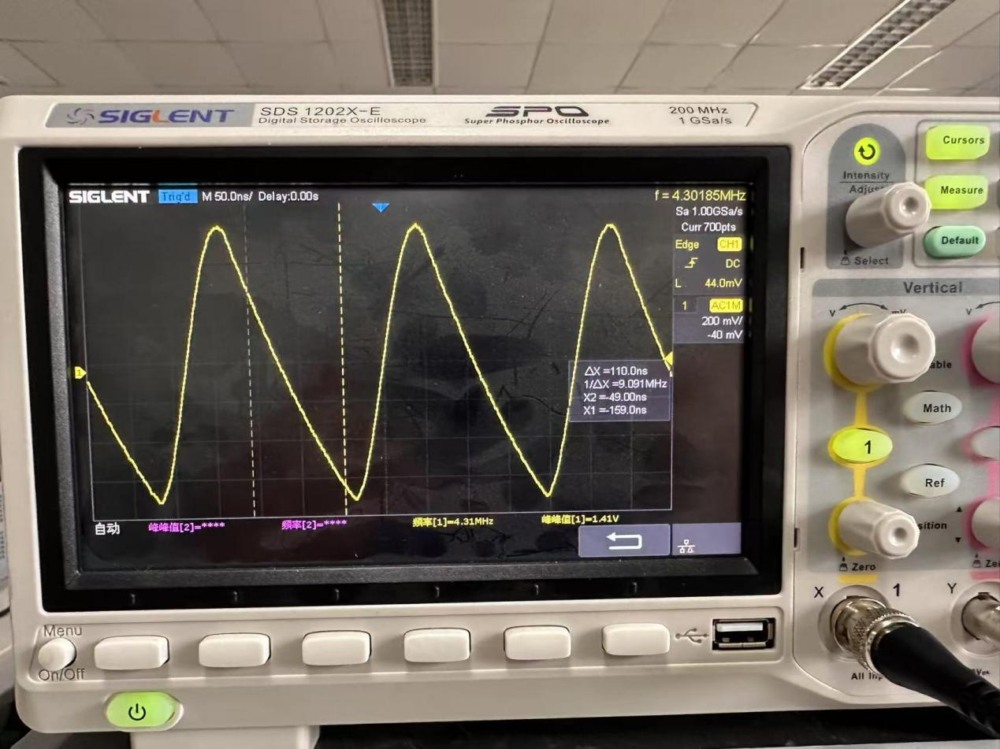 SIGLENT SDS 1202X-E SPO 200 MHz
Digital Storage Oscilloscope Super Phosphor Oscilloscope 1 GSa/s
Cursors
Intensity
Adjust
Measure
Default
Select
SIGLENT Trig'd M 50.0ns/ Delay:0.00s f = 4.30185MHz
Sa 1.00GSa/s
Curr 700pts
Edge CH1
DC
L 44.0mV
1 AC1M
200 mV/
-40 mV
1
ΔX =110.0ns
1/ΔX =9.091MHz
X2 =-49.00ns
X1 =-159.0ns
自动 峰峰值[2]=**** 频率[2]=**** 频率[1]=4.31MHz 峰峰值[1]=1.41V
Vertical
V mV V
Math
1
Ref
Zero
X 1 Y
Menu
On/Off